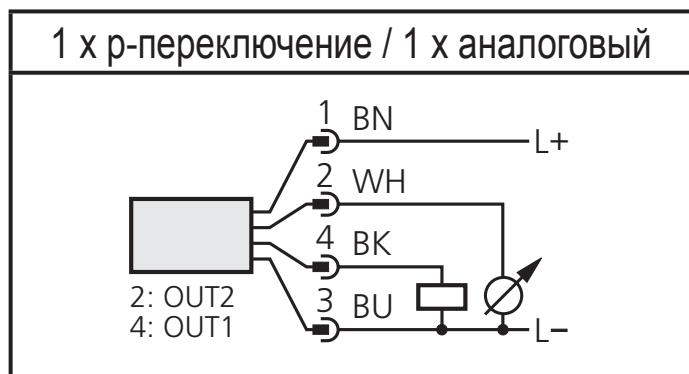 1 x p-переключение / 1 x аналоговый
1 BN L+
2 WH
4 BK
3 BU L–
2: OUT2
4: OUT1